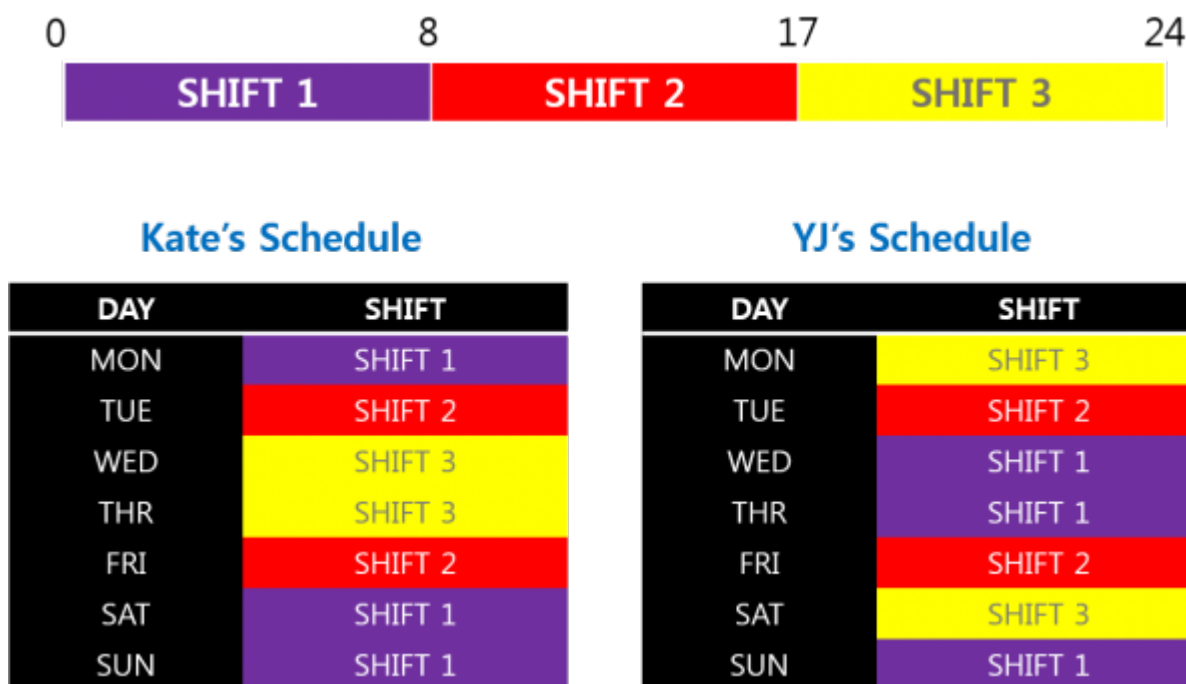 0 8 17 24
SHIFT 1 SHIFT 2 SHIFT 3
Kate's Schedule YJ's Schedule
DAY SHIFT DAY SHIFT
MON SHIFT 1 MON SHIFT 3
TUE SHIFT 2 TUE SHIFT 2
WED SHIFT 3 WED SHIFT 1
THR SHIFT 3 THR SHIFT 1
FRI SHIFT 2 FRI SHIFT 2
SAT SHIFT 1 SAT SHIFT 3
SUN SHIFT 1 SUN SHIFT 1